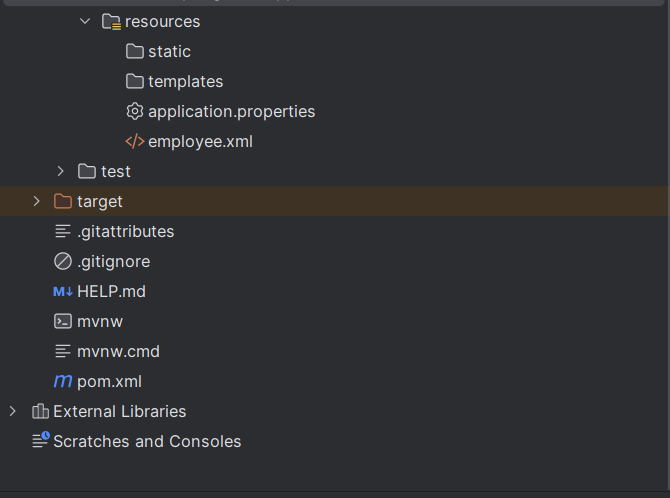 resources
static
templates
application.properties
employee.xml
test
target
.gitattributes
.gitignore
M↓ HELP.md
mvnw
mvnw.cmd
m pom.xml
External Libraries
Scratches and Consoles